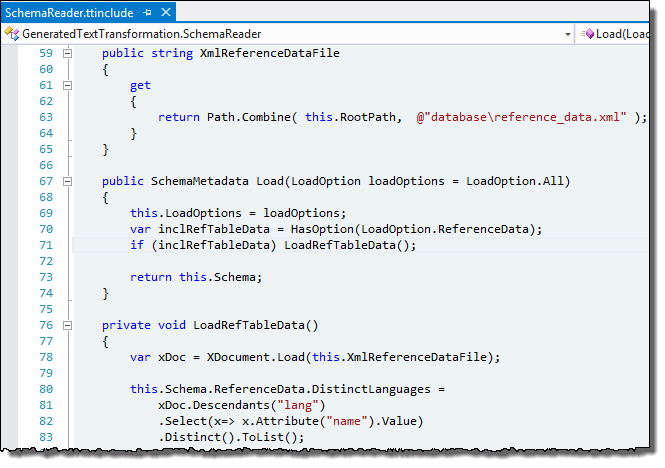 SchemaReader.ttinclude
GeneratedTextTransformation.SchemaReader Load(Loa
59 public string XmlReferenceDataFile
60 {
61 get
62 {
63 return Path.Combine( this.RootPath, @"database\reference_data.xml" );
64 }
65 }
66
67 public SchemaMetadata Load(LoadOption loadOptions = LoadOption.All)
68 {
69 this.LoadOptions = loadOptions;
70 var inclRefTableData = HasOption(LoadOption.ReferenceData);
71 if (inclRefTableData) LoadRefTableData();
72
73 return this.Schema;
74 }
75
76 private void LoadRefTableData()
77 {
78 var xDoc = XDocument.Load(this.XmlReferenceDataFile);
79
80 this.Schema.ReferenceData.DistinctLanguages =
81 xDoc.Descendants("lang")
82 .Select(x=> x.Attribute("name").Value)
83 .Distinct().ToList();